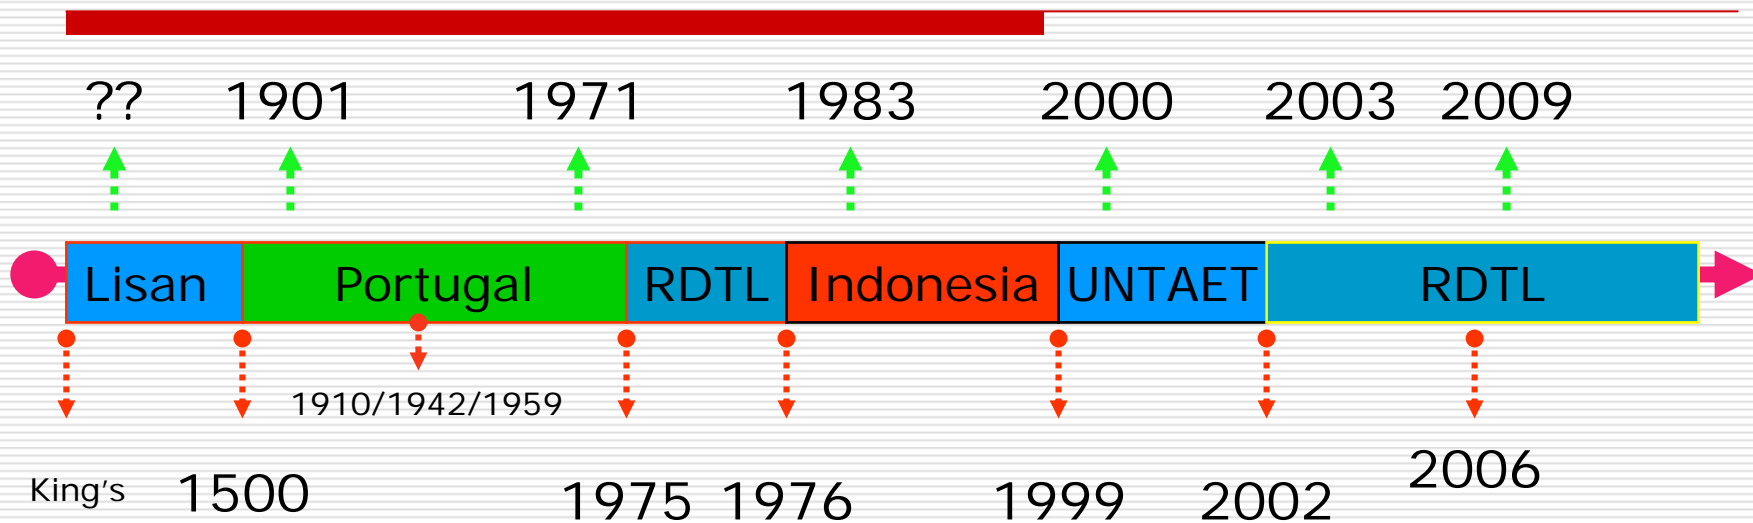 ?? 1901 1971 1983 2000 2003 2009
Lisan Portugal RDTL Indonesia UNTAET RDTL
1910/1942/1959
King's 1500 1975 1976 1999 2002 2006